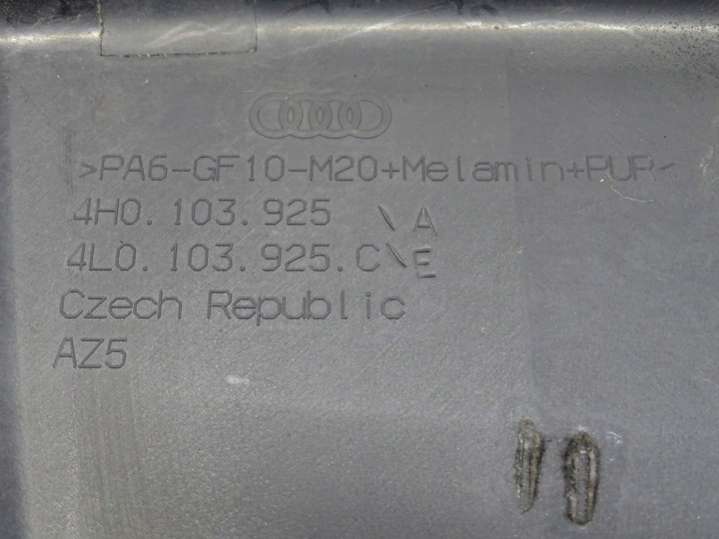 >PA6-GF10-M20+Melamin+PUR<
4H0.103.925 \ A
4L0.103.925.C\ E
Czech Republic
AZ5